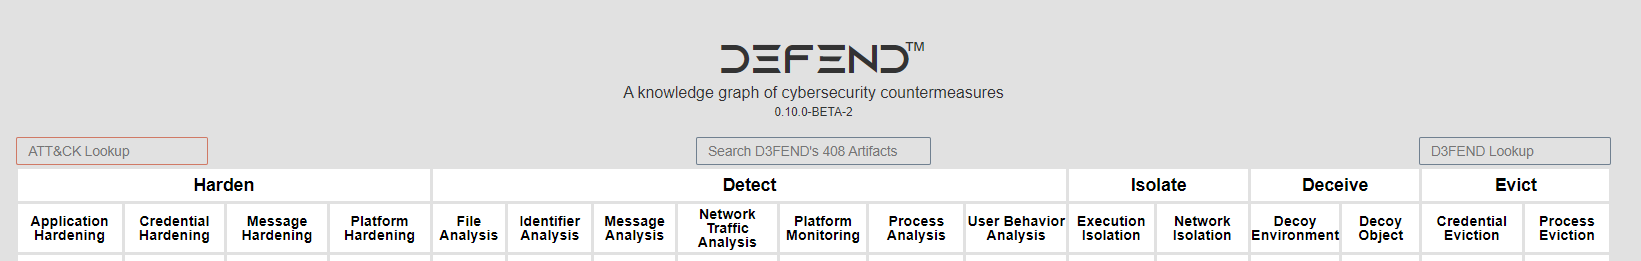 DEFEND™
A knowledge graph of cybersecurity countermeasures
0.10.0-BETA-2
ATT&CK Lookup
Search D3FEND's 408 Artifacts
D3FEND Lookup
Harden
Detect
Isolate
Deceive
Evict
Application
Hardening
Credential
Hardening
Message
Hardening
Platform
Hardening
File
Analysis
Identifier
Analysis
Message
Analysis
Network
Traffic
Analysis
Platform
Monitoring
Process
Analysis
User Behavior
Analysis
Execution
Isolation
Network
Isolation
Decoy
Environment
Decoy
Object
Credential
Eviction
Process
Eviction